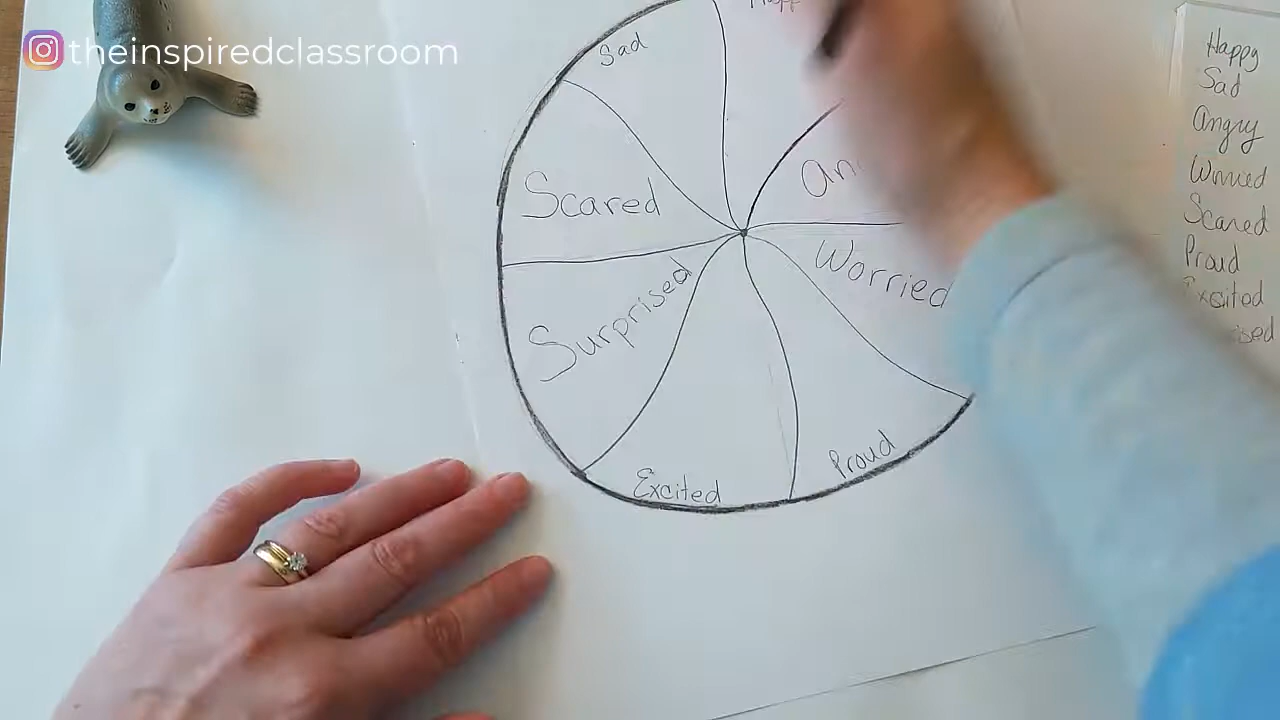 theinspiredclassroom
Sad
Scared
Worried
Surprised
Proud
Excited
Happy
Sad
Angry
Worried
Scared
Proud